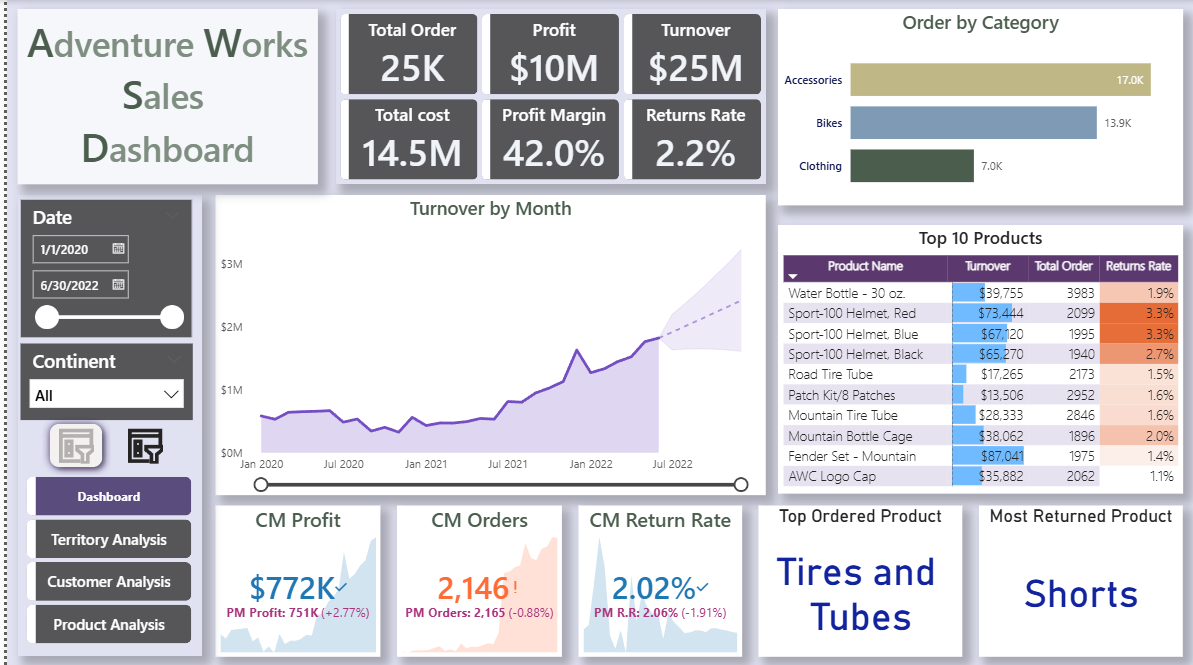 Adventure Works
Sales
Dashboard
Total Order
25K
Profit
$10M
Turnover
$25M
Total cost
14.5M
Profit Margin
42.0%
Returns Rate
2.2%
Order by Category
Accessories 17.0K
Bikes 13.9K
Clothing 7.0K
Date
1/1/2020
6/30/2022
Continent
All
Dashboard
Territory Analysis
Customer Analysis
Product Analysis
Turnover by Month
$3M
$2M
$1M
$0M
Jan 2020 Jul 2020 Jan 2021 Jul 2021 Jan 2022 Jul 2022
Top 10 Products
Product Name Turnover Total Order Returns Rate
Water Bottle - 30 oz. $39,755 3983 1.9%
Sport-100 Helmet, Red $73,444 2099 3.3%
Sport-100 Helmet, Blue $67,120 1995 3.3%
Sport-100 Helmet, Black $65,270 1940 2.7%
Road Tire Tube $17,265 2173 1.5%
Patch Kit/8 Patches $13,506 2952 1.6%
Mountain Tire Tube $28,333 2846 1.6%
Mountain Bottle Cage $38,062 1896 2.0%
Fender Set - Mountain $87,041 1975 1.4%
AWC Logo Cap $35,882 2062 1.1%
CM Profit
$772K
PM Profit: 751K (+2.77%)
CM Orders
2,146!
PM Orders: 2,165 (-0.88%)
CM Return Rate
2.02%
PM R.R: 2.06% (-1.91%)
Top Ordered Product
Tires and
Tubes
Most Returned Product
Shorts